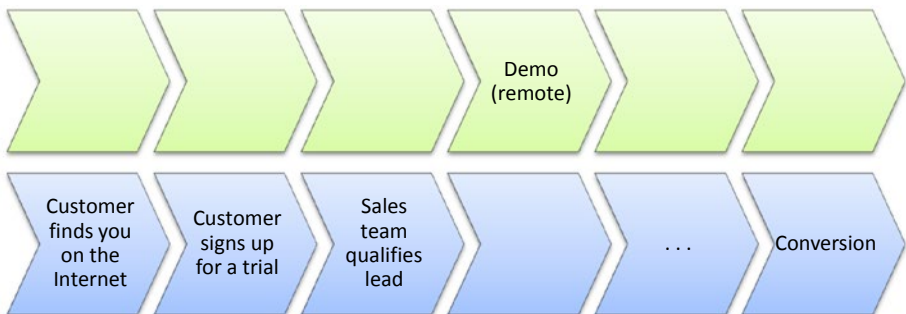 Demo
(remote)
Customer
finds you
on the
Internet
Customer
signs up
for a trial
Sales
team
qualifies
lead
. . .
Conversion